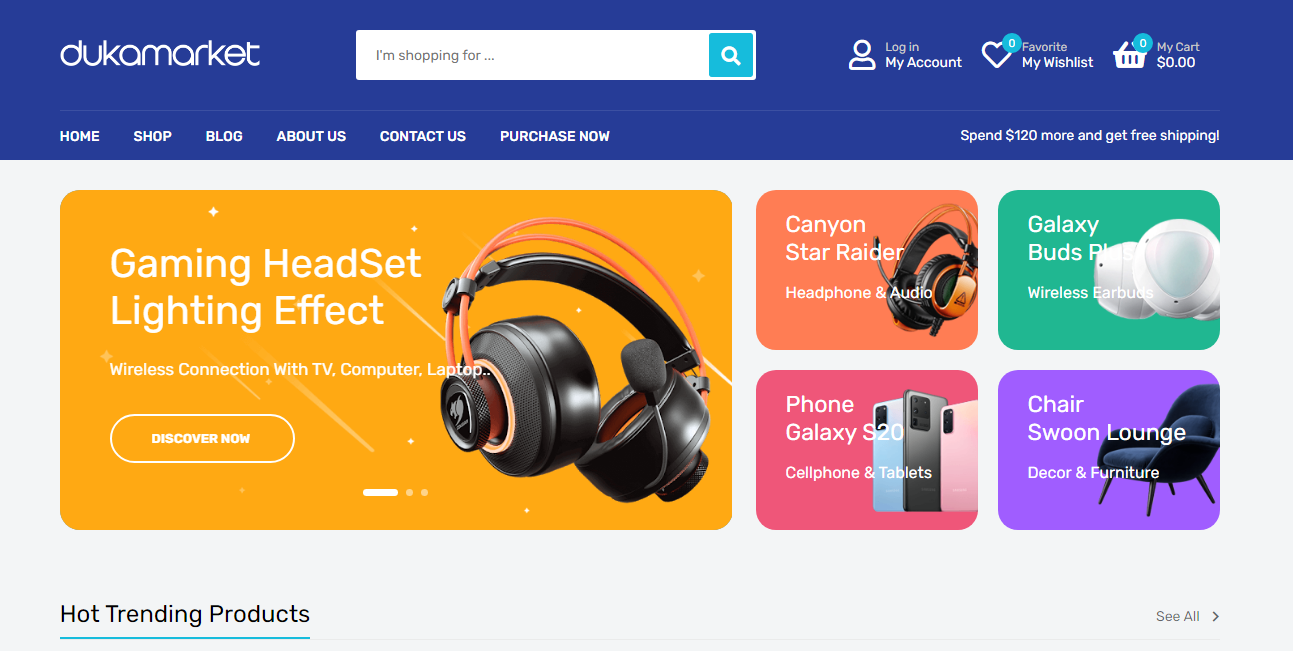 dukamarket
I'm shopping for ...
Log in
My Account
0
Favorite
My Wishlist
0
My Cart
$0.00
HOME SHOP BLOG ABOUT US CONTACT US PURCHASE NOW
Spend $120 more and get free shipping!
Gaming HeadSet
Lighting Effect
Wireless Connection With TV, Computer, Laptop..
DISCOVER NOW
Canyon
Star Raider
Headphone & Audio
Galaxy
Buds Plus
Wireless Earbuds
Phone
Galaxy S20
Cellphone & Tablets
Chair
Swoon Lounge
Decor & Furniture
Hot Trending Products
See All